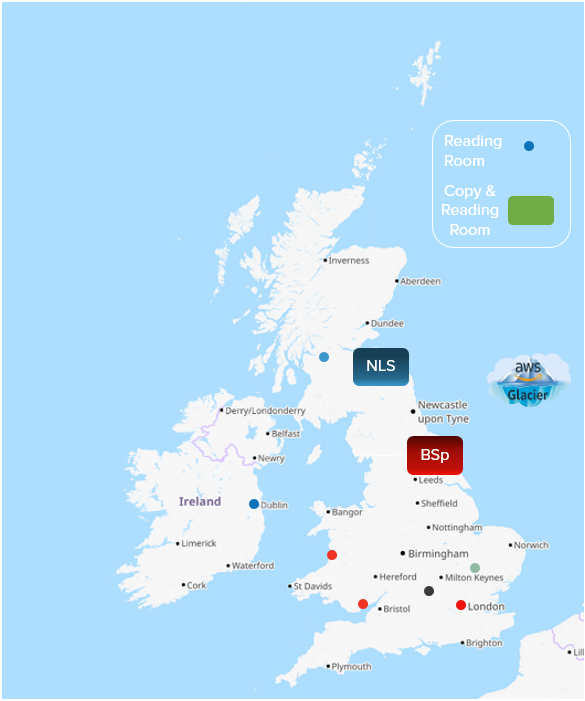 Reading
Room
Copy &
Reading
Room
Inverness
Aberdeen
Dundee
NLS
aws
Glacier
Newcastle
upon Tyne
Derry/Londonderry
Belfast
BSp
Newry
Leeds
Ireland
Dublin
Sheffield
Bangor
Nottingham
Limerick
Norwich
Birmingham
Waterford
Hereford
Milton Keynes
Cork
St Davids
Bristol
London
Brighton
Lil
Plymouth